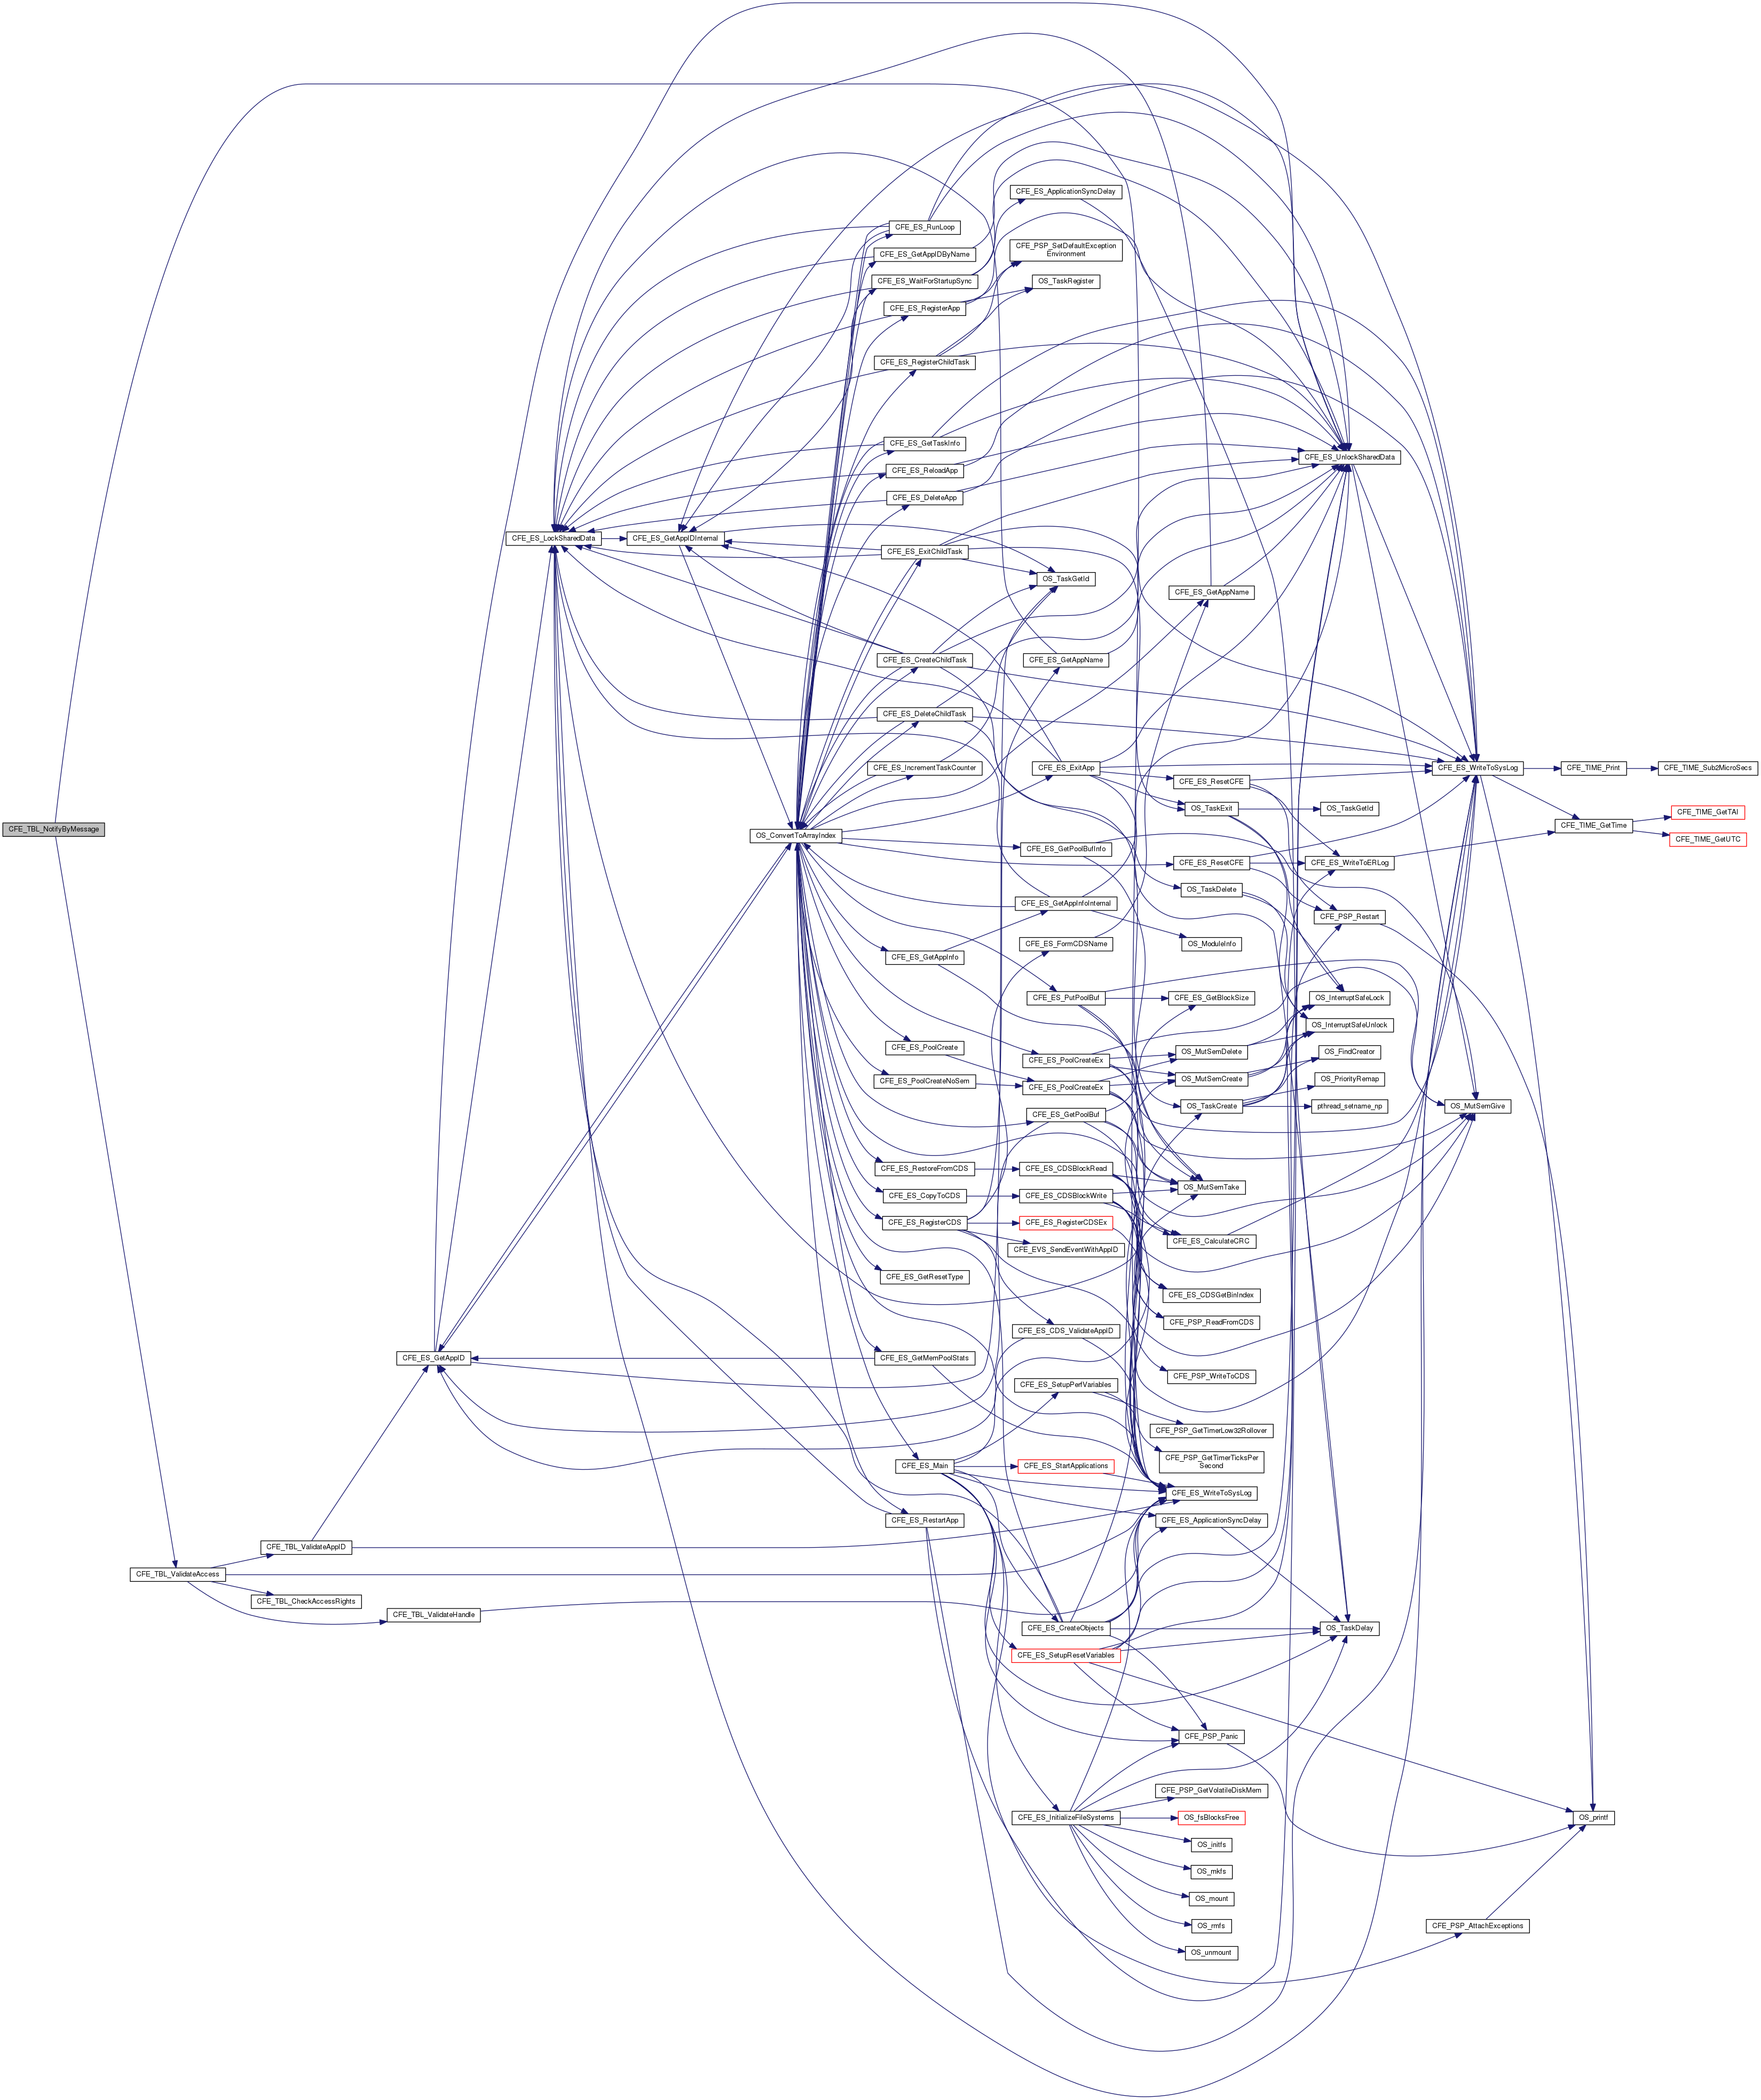 CFE_ES_RunLoop
CFE_ES_GetAppIDByName
CFE_ES_WaitForStartupSync
CFE_ES_RegisterApp
CFE_ES_RegisterChildTask
CFE_ES_ApplicationSyncDelay
CFE_PSP_SetDefaultException
Environment
OS_TaskRegister
CFE_ES_GetTaskInfo
CFE_ES_ReloadApp
CFE_ES_DeleteApp
CFE_ES_UnlockSharedData
CFE_ES_LockSharedData
CFE_ES_GetAppIDInternal
CFE_ES_ExitChildTask
OS_TaskGetId
CFE_ES_GetAppName
CFE_ES_CreateChildTask
CFE_ES_GetAppName
CFE_ES_DeleteChildTask
CFE_ES_IncrementTaskCounter
CFE_ES_ExitApp
CFE_ES_ResetCFE
CFE_ES_WriteToSysLog
CFE_TIME_Print
CFE_TIME_Sub2MicroSecs
OS_TaskExit
OS_TaskGetId
CFE_TIME_GetTime
CFE_TIME_GetTAI
CFE_TIME_GetUTC
CFE_TBL_NotifyByMessage
OS_ConvertToArrayIndex
CFE_ES_GetPoolBufInfo
CFE_ES_ResetCFE
CFE_ES_WriteToERLog
OS_TaskDelete
CFE_ES_GetAppInfoInternal
CFE_PSP_Restart
CFE_ES_FormCDSName
OS_ModuleInfo
CFE_ES_GetAppInfo
CFE_ES_PutPoolBuf
CFE_ES_GetBlockSize
OS_InterruptSafeLock
OS_InterruptSafeUnlock
CFE_ES_PoolCreate
CFE_ES_PoolCreateEx
OS_MutSemDelete
OS_FindCreator
CFE_ES_PoolCreateNoSem
CFE_ES_PoolCreateEx
OS_MutSemCreate
OS_PriorityRemap
CFE_ES_GetPoolBuf
OS_TaskCreate
pthread_setname_np
OS_MutSemGive
CFE_ES_RestoreFromCDS
CFE_ES_CDSBlockRead
OS_MutSemTake
CFE_ES_CopyToCDS
CFE_ES_CDSBlockWrite
CFE_ES_RegisterCDS
CFE_ES_RegisterCDSEx
CFE_ES_CalculateCRC
CFE_EVS_SendEventWithAppID
CFE_ES_GetResetType
CFE_ES_CDSGetBinIndex
CFE_PSP_ReadFromCDS
CFE_ES_CDS_ValidateAppID
CFE_ES_GetAppID
CFE_ES_GetMemPoolStats
CFE_PSP_WriteToCDS
CFE_ES_SetupPerfVariables
CFE_PSP_GetTimerLow32Rollover
CFE_PSP_GetTimerTicksPer
Second
CFE_ES_Main
CFE_ES_StartApplications
CFE_ES_WriteToSysLog
CFE_ES_RestartApp
CFE_ES_ApplicationSyncDelay
CFE_TBL_ValidateAppID
CFE_TBL_ValidateAccess
CFE_TBL_CheckAccessRights
CFE_TBL_ValidateHandle
CFE_ES_CreateObjects
OS_TaskDelay
CFE_ES_SetupResetVariables
CFE_PSP_Panic
CFE_PSP_GetVolatileDiskMem
CFE_ES_InitializeFileSystems
OS_fsBlocksFree
OS_printf
OS_initfs
OS_mkfs
OS_mount
OS_rmfs
CFE_PSP_AttachExceptions
OS_unmount